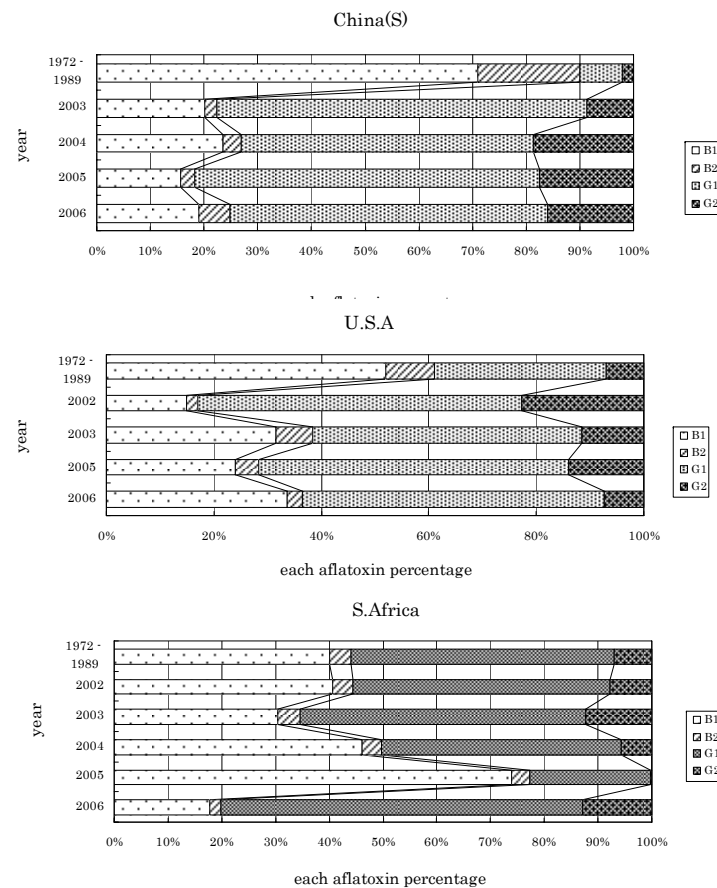 China(S)
1972 -
1989
2003
2004
2005
2006
year
0% 10% 20% 30% 40% 50% 60% 70% 80% 90% 100%
B1
B2
G1
G2
U.S.A
1972 -
1989
2002
2003
2005
2006
year
0% 20% 40% 60% 80% 100%
B1
B2
G1
G2
each aflatoxin percentage
S.Africa
1972 -
1989
2002
2003
2004
2005
2006
year
0% 10% 20% 30% 40% 50% 60% 70% 80% 90% 100%
B1
B2
G1
G2
each aflatoxin percentage